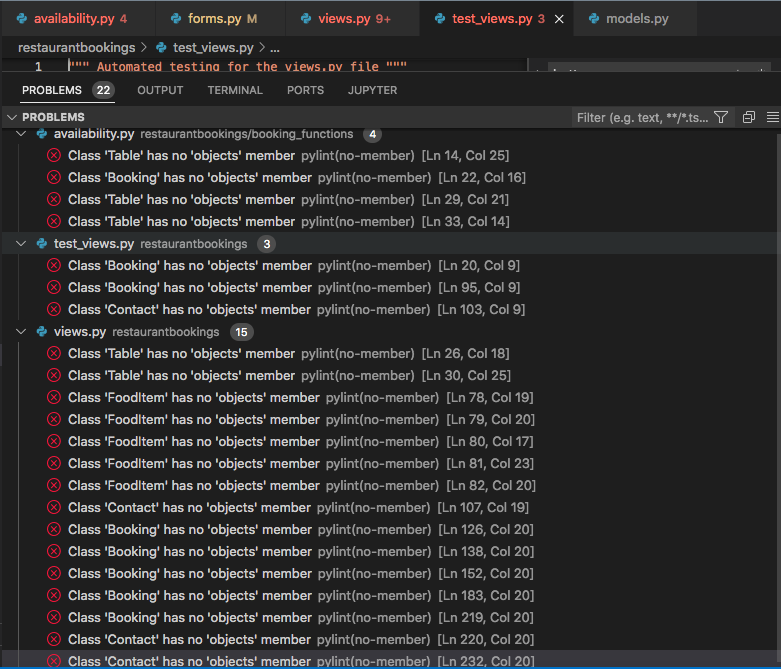 availability.py 4 forms.py M views.py 9+ test_views.py 3 models.py
restaurantbookings > test_views.py > ...
1 """ Automated testing for the views.py file """
PROBLEMS 22 OUTPUT TERMINAL PORTS JUPYTER
PROBLEMS Filter (e.g. text, **/*.ts...
availability.py restaurantbookings/booking_functions 4
Class 'Table' has no 'objects' member pylint(no-member) [Ln 14, Col 25]
Class 'Booking' has no 'objects' member pylint(no-member) [Ln 22, Col 16]
Class 'Table' has no 'objects' member pylint(no-member) [Ln 29, Col 21]
Class 'Table' has no 'objects' member pylint(no-member) [Ln 33, Col 14]
test_views.py restaurantbookings 3
Class 'Booking' has no 'objects' member pylint(no-member) [Ln 20, Col 9]
Class 'Booking' has no 'objects' member pylint(no-member) [Ln 95, Col 9]
Class 'Contact' has no 'objects' member pylint(no-member) [Ln 103, Col 9]
views.py restaurantbookings 15
Class 'Table' has no 'objects' member pylint(no-member) [Ln 26, Col 18]
Class 'Table' has no 'objects' member pylint(no-member) [Ln 30, Col 25]
Class 'FoodItem' has no 'objects' member pylint(no-member) [Ln 78, Col 19]
Class 'FoodItem' has no 'objects' member pylint(no-member) [Ln 79, Col 20]
Class 'FoodItem' has no 'objects' member pylint(no-member) [Ln 80, Col 17]
Class 'FoodItem' has no 'objects' member pylint(no-member) [Ln 81, Col 23]
Class 'FoodItem' has no 'objects' member pylint(no-member) [Ln 82, Col 20]
Class 'Contact' has no 'objects' member pylint(no-member) [Ln 107, Col 19]
Class 'Booking' has no 'objects' member pylint(no-member) [Ln 126, Col 20]
Class 'Booking' has no 'objects' member pylint(no-member) [Ln 138, Col 20]
Class 'Booking' has no 'objects' member pylint(no-member) [Ln 152, Col 20]
Class 'Booking' has no 'objects' member pylint(no-member) [Ln 183, Col 20]
Class 'Booking' has no 'objects' member pylint(no-member) [Ln 219, Col 20]
Class 'Contact' has no 'objects' member pylint(no-member) [Ln 220, Col 20]
Class 'Contact' has no 'objects' member pylint(no-member) [Ln 232, Col 20]